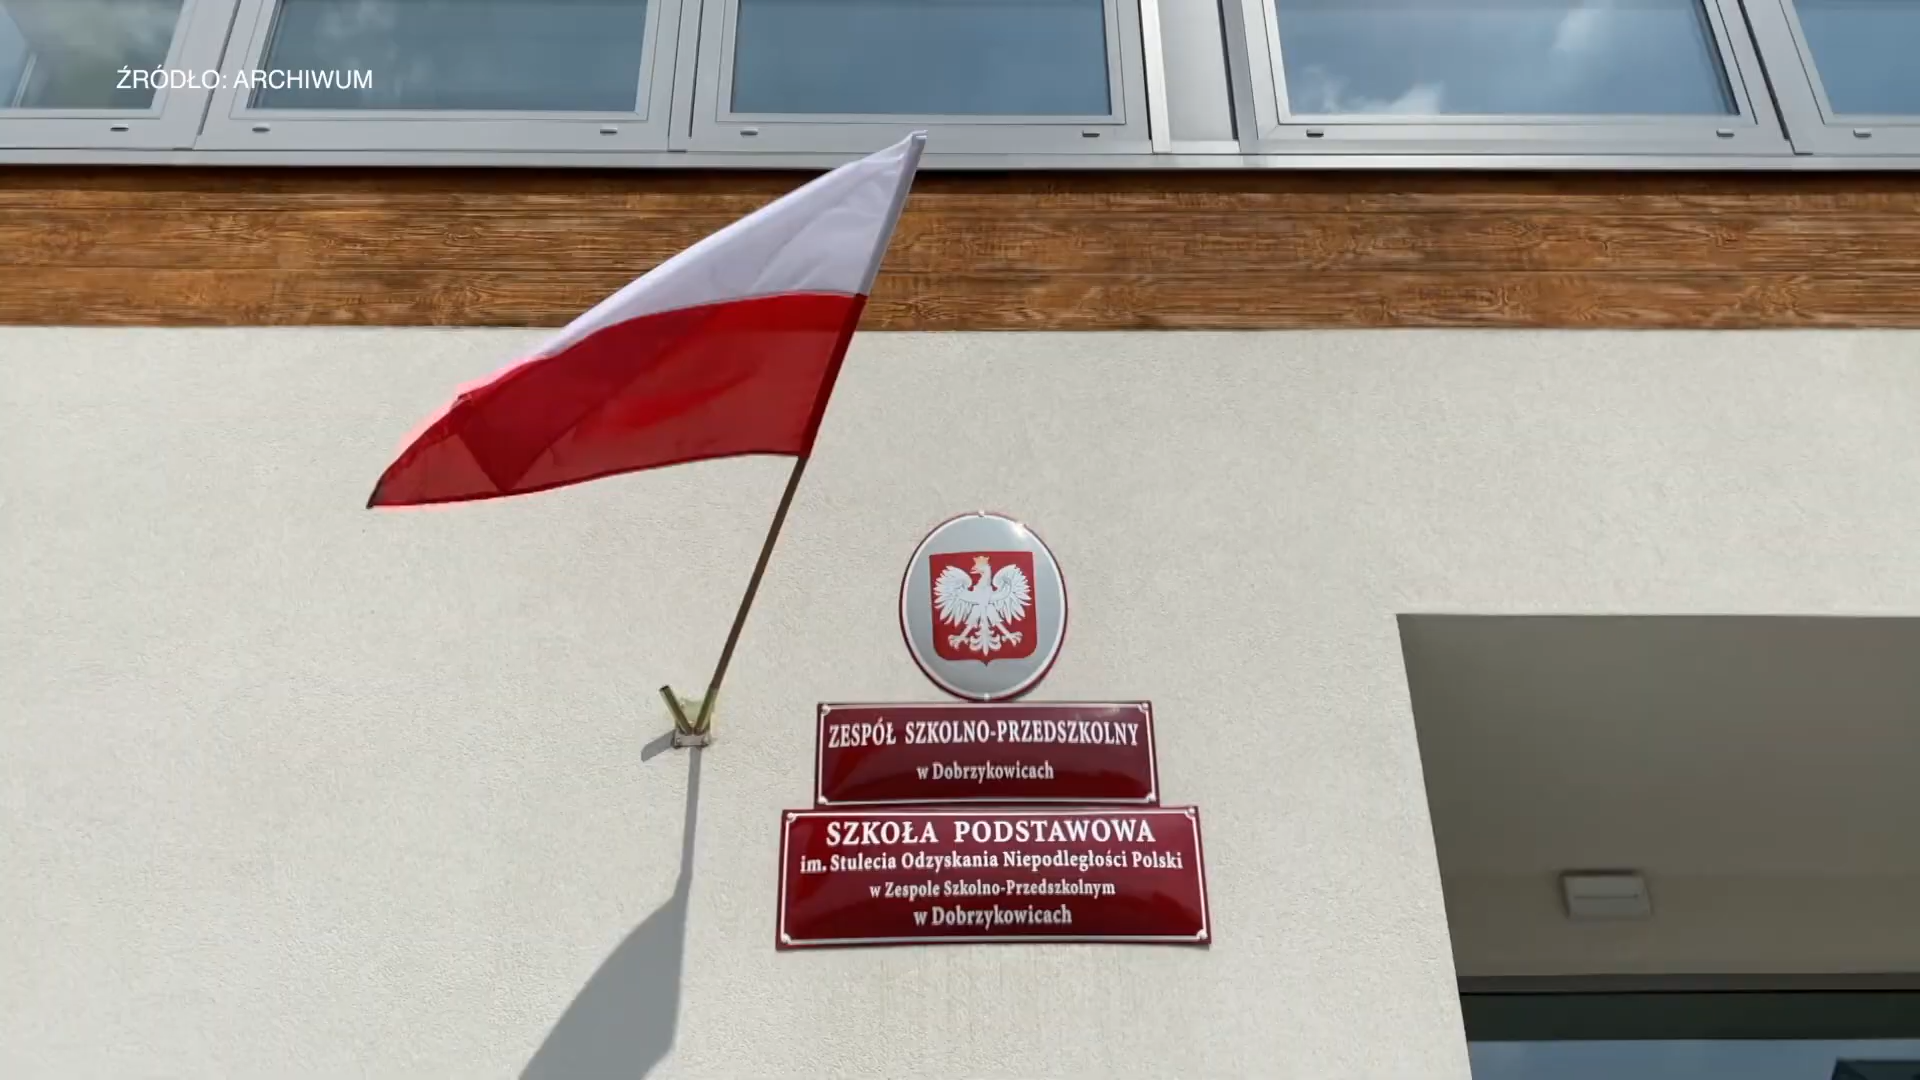 ŹRÓDŁO: ARCHIWUM
ZESPÓŁ SZKOLNO-PRZEDSZKOLNY
w Dobrzykowicach
SZKOŁA PODSTAWOWA
im. Stulecia Odzyskania Niepodległości Polski
w Zespole Szkolno-Przedszkolnym
w Dobrzykowicach